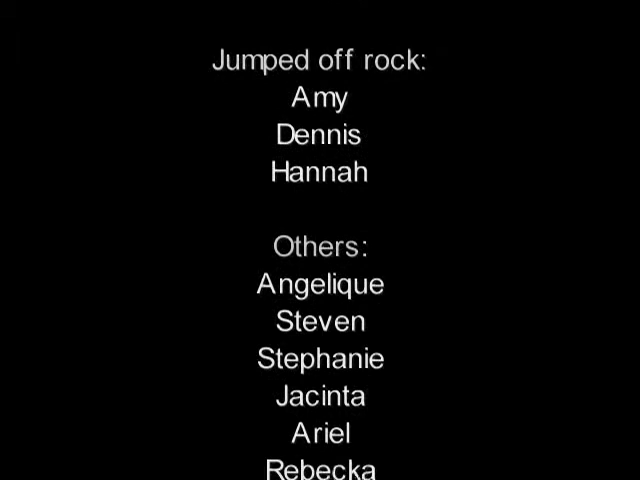 Jumped off rock:
Amy
Dennis
Hannah
Others:
Angelique
Steven
Stephanie
Jacinta
Ariel
Rebecka